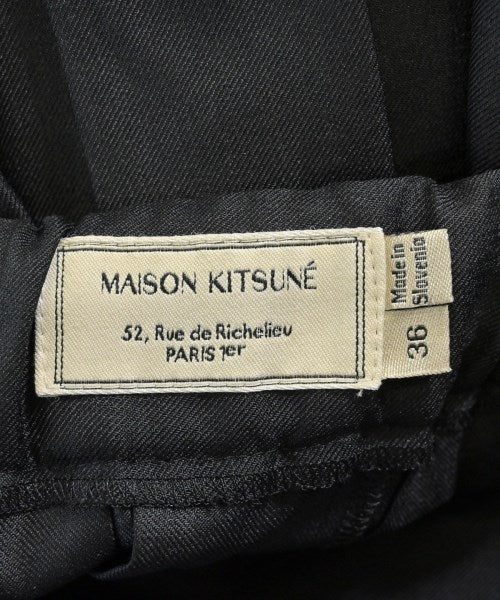 MAISON KITSUNÉ
52, Rue de Richelieu
PARIS 1er
Made in
Slovenia
36